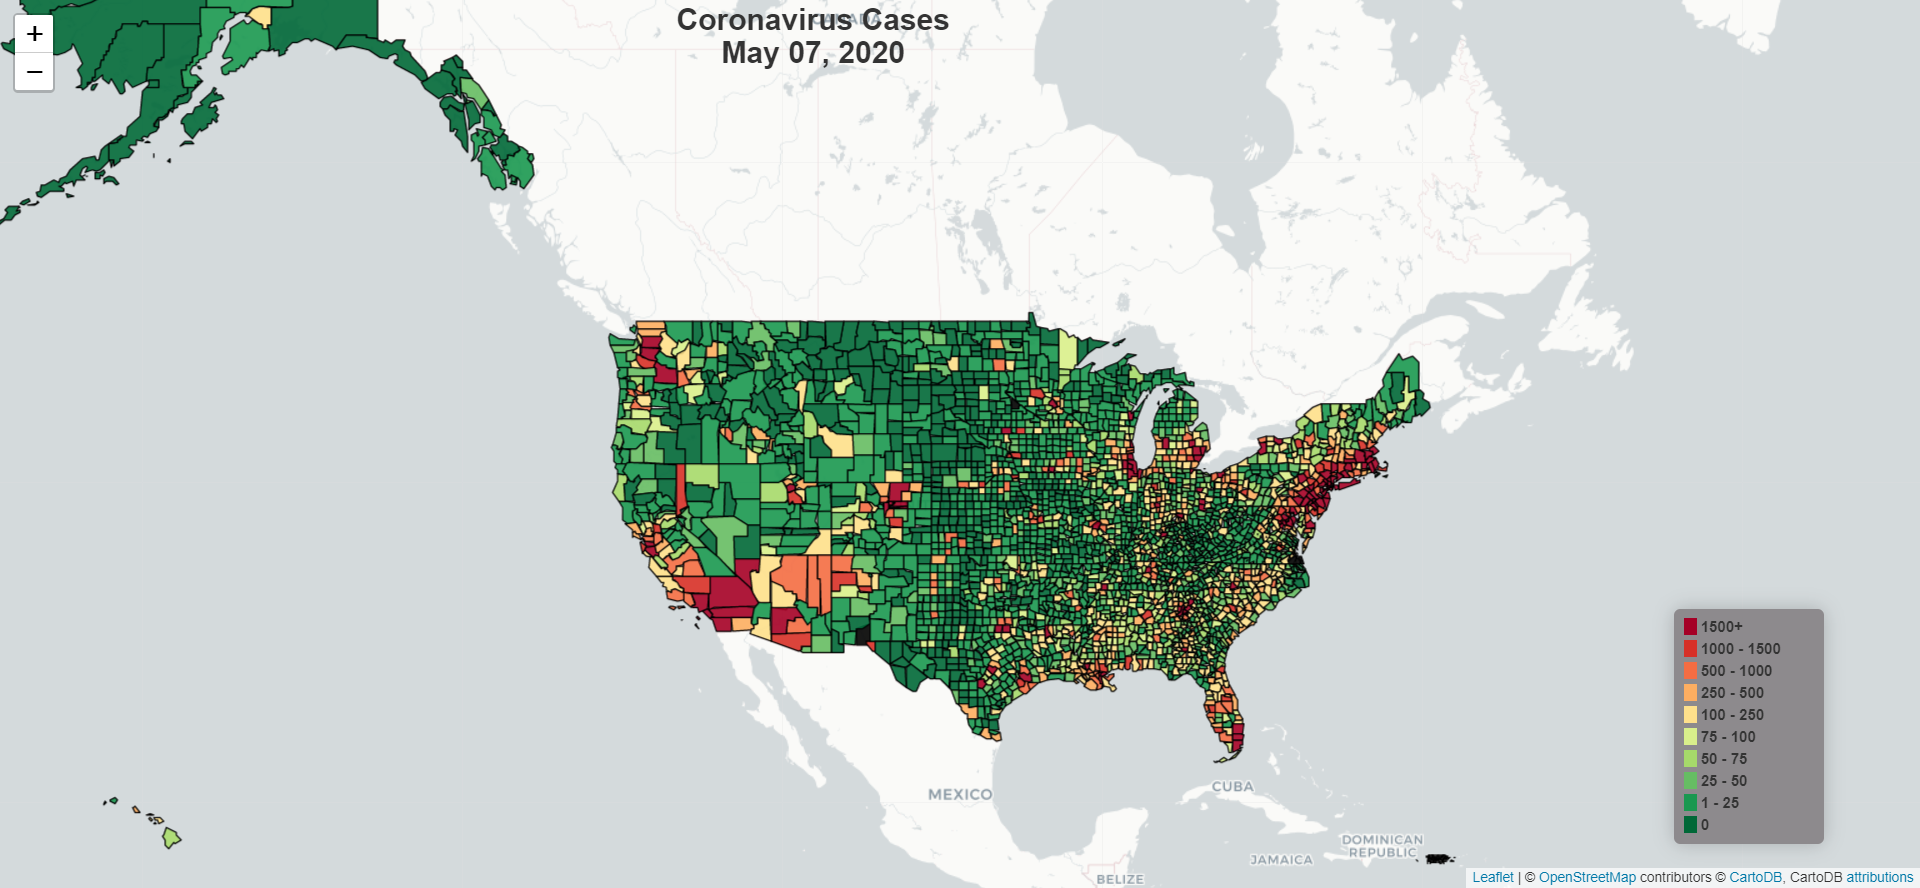 +
−
CANADA
Coronavirus Cases
May 07, 2020
1500+
1000 - 1500
500 - 1000
250 - 500
100 - 250
75 - 100
50 - 75
25 - 50
1 - 25
0
MEXICO
CUBA
DOMINICAN
REPUBLIC
JAMAICA
BELIZE
Leaflet | © OpenStreetMap contributors © CartoDB, CartoDB attributions